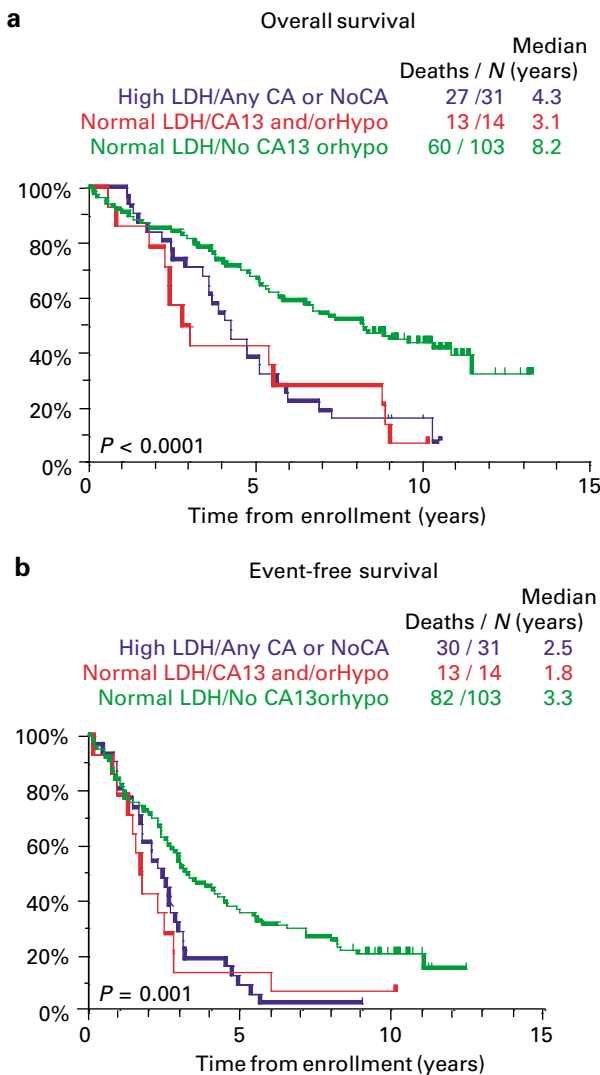 a
Overall survival
Median
Deaths / N (years)
High LDH/Any CA or NoCA 27 /31 4.3
Normal LDH/CA13 and/orHypo 13 /14 3.1
Normal LDH/No CA13 orhypo 60 / 103 8.2
100%
80%
60%
40%
20%
0%
P < 0.0001
0 5 10 15
Time from enrollment (years)
b
Event-free survival
Median
Deaths / N (years)
High LDH/Any CA or NoCA 30 / 31 2.5
Normal LDH/CA13 and/orHypo 13 / 14 1.8
Normal LDH/No CA13orhypo 82 /103 3.3
100%
80%
60%
40%
20%
0%
P = 0.001
0 5 10 15
Time from enrollment (years)